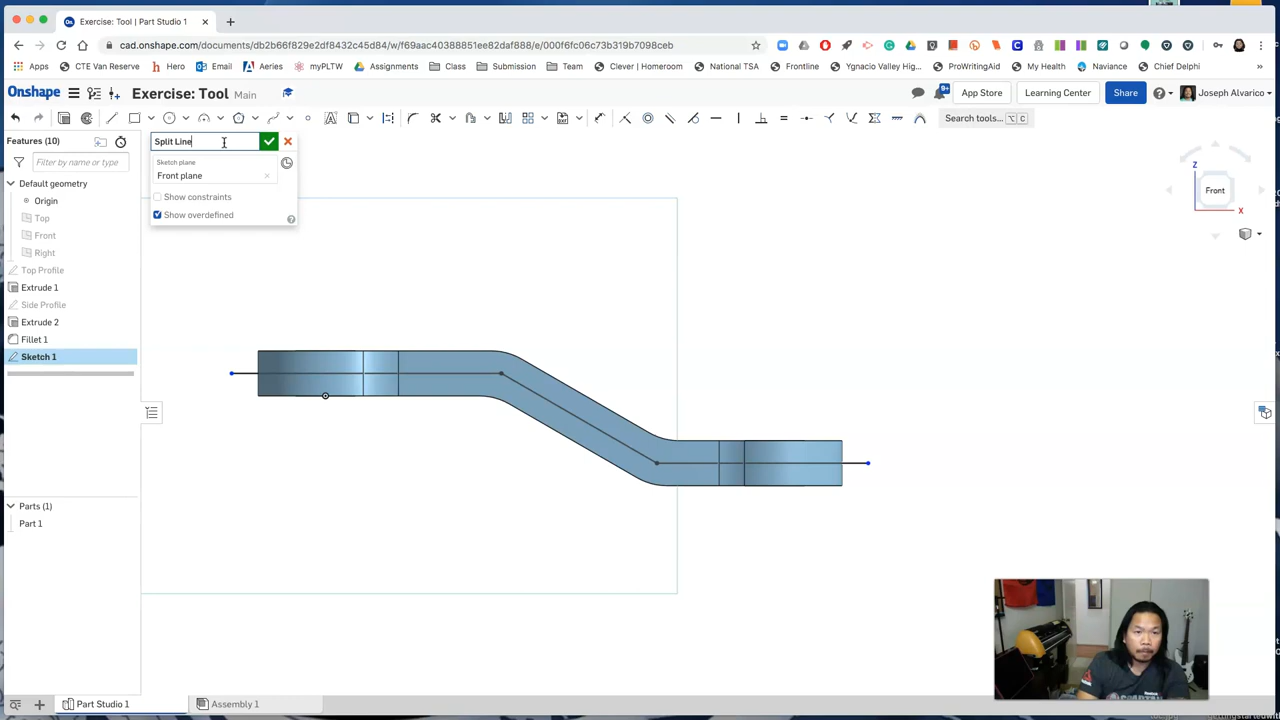 Exercise: Tool | Part Studio 1
cad.onshape.com/documents/db2b66f829e2df8432c45d84/w/f69aac40388851ee82daf888/e/000f6fc06c73b319b7098ceb
Apps
CTE Van Reserve
Hero
Email
Aeries
myPLTW
Assignments
Class
Submission
Team
Clever | Homeroom
National TSA
Frontline
Ygnacio Valley Hig...
ProWritingAid
My Health
Naviance
Chief Delphi
Onshape
Exercise: Tool Main
9+
App Store
Learning Center
Share
Joseph Alvarico
Search tools...
C
Features (10)
Filter by name or type
Default geometry
Origin
Top
Front
Right
Top Profile
Extrude 1
Side Profile
Extrude 2
Fillet 1
Sketch 1
Split Line
Sketch plane
Front plane
Show constraints
Show overdefined
Z
Front
X
Parts (1)
Part 1
Part Studio 1
Assembly 1